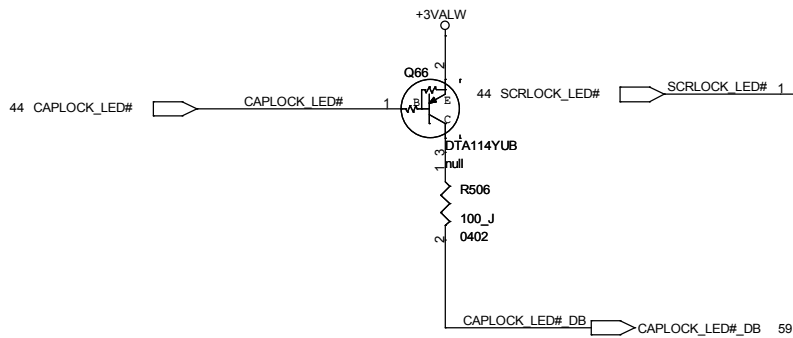 +3VALW
2
Q66
44 CAPLOCK_LED#
CAPLOCK_LED#
1
B
E
C
44 SCRLOCK_LED#
SCRLOCK_LED#
1
3
DTA114YUB
null
1
R506
100_J
0402
2
CAPLOCK_LED#_DB
CAPLOCK_LED#_DB 59